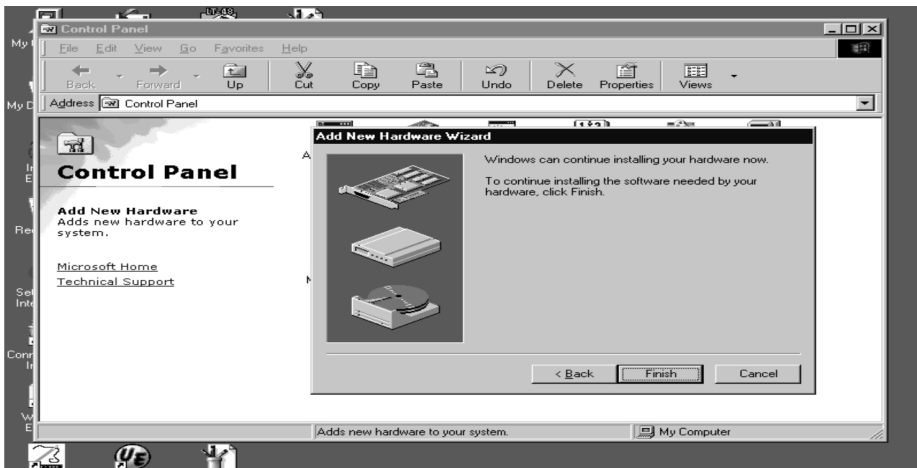 Control Panel
File Edit View Go Favorites Help
Back Forward Up Cut Copy Paste Undo Delete Properties Views
Address Control Panel
Control Panel
Add New Hardware
Adds new hardware to your
system.
Microsoft Home
Technical Support
Add New Hardware Wizard
Windows can continue installing your hardware now.
To continue installing the software needed by your
hardware, click Finish.
< Back Finish Cancel
Adds new hardware to your system. My Computer
My